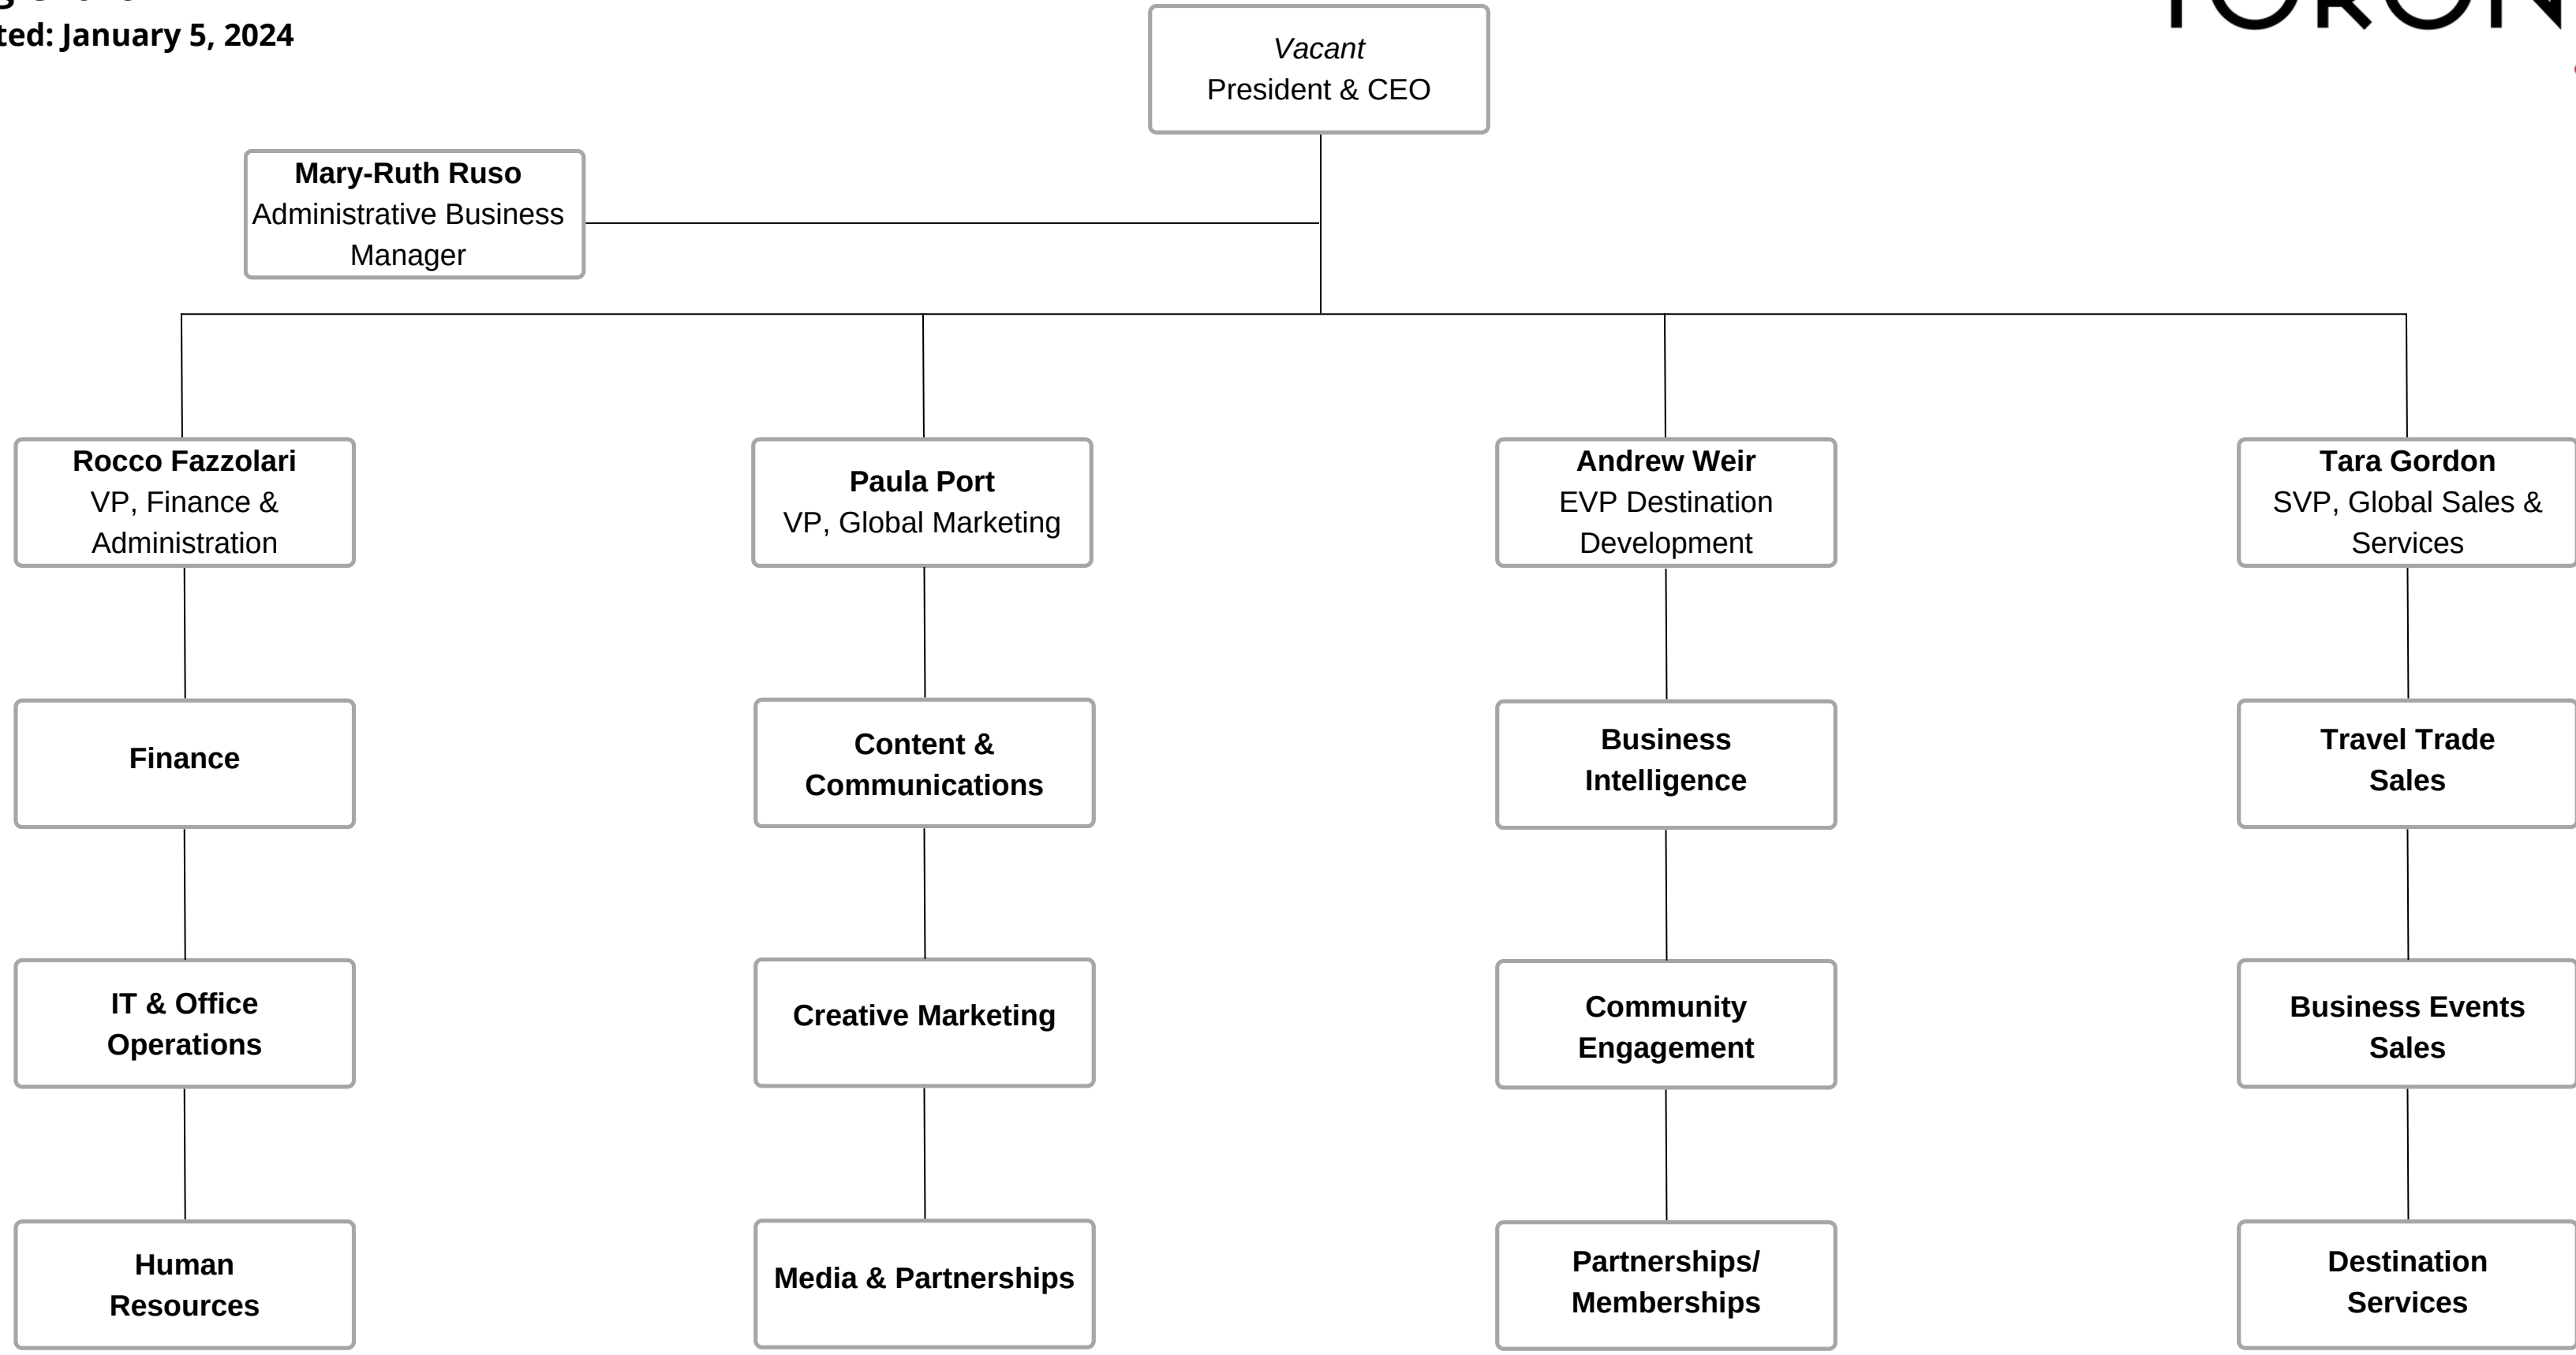 ted: January 5, 2024
Vacant
President & CEO
Mary-Ruth Ruso
Administrative Business
Manager
Rocco Fazzolari
VP, Finance &
Administration
Paula Port
VP, Global Marketing
Andrew Weir
EVP Destination
Development
Tara Gordon
SVP, Global Sales &
Services
Finance
Content &
Communications
Business
Intelligence
Travel Trade
Sales
IT & Office
Operations
Creative Marketing
Community
Engagement
Business Events
Sales
Human
Resources
Media & Partnerships
Partnerships/
Memberships
Destination
Services